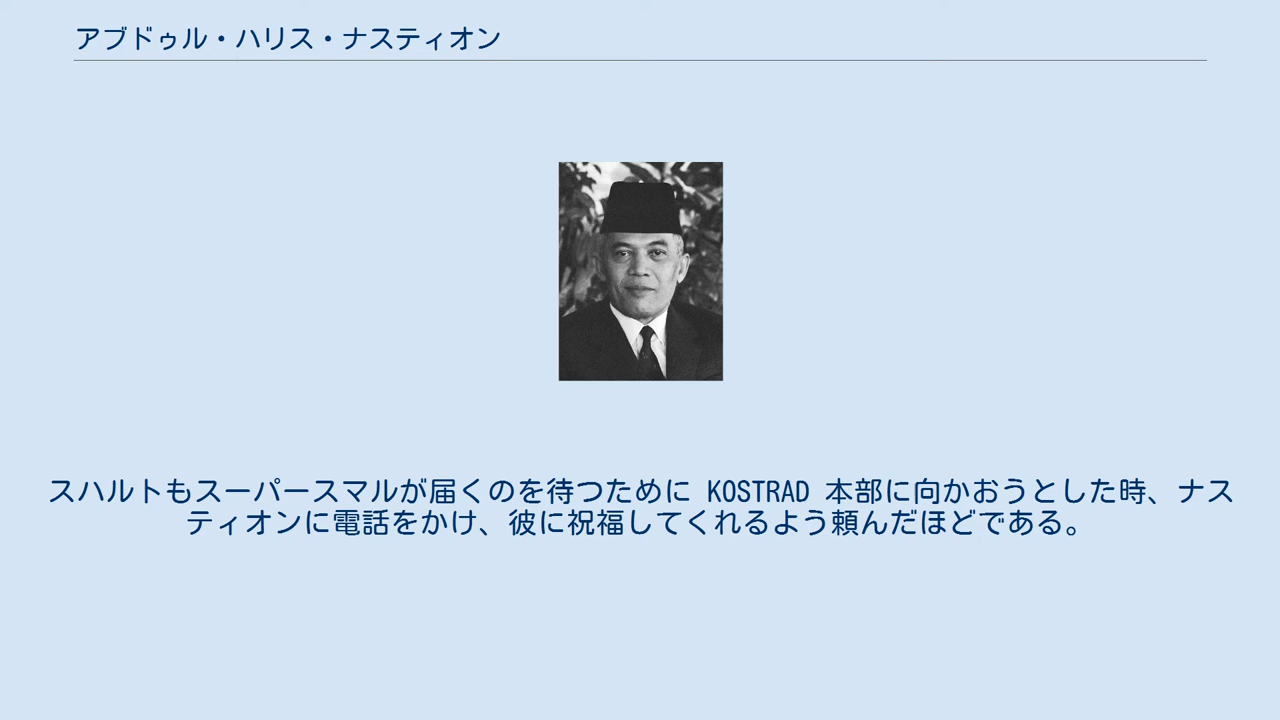 アブドゥル・ハリス・ナスティオン
スハルトもスーパースマルが届くのを待つために KOSTRAD 本部に向かおうとした時、ナス
ティオンに電話をかけ、彼に祝福してくれるよう頼んだほどである。